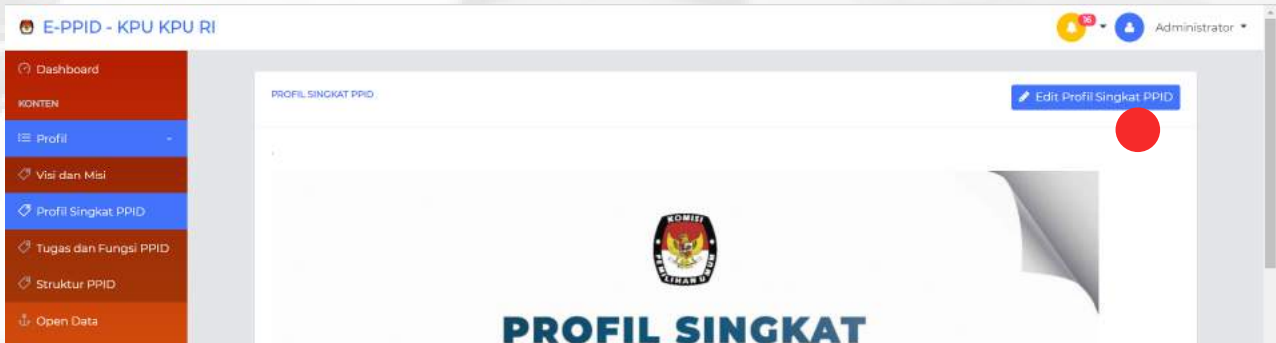 E-PPID - KPU KPU RI
16
Administrator
Dashboard
KONTEN
Profil
Visi dan Misi
Profil Singkat PPID
Tugas dan Fungsi PPID
Struktur PPID
Open Data
PROFIL SINGKAT PPID
Edit Profil Singkat PPID
KOMISI
PEMILIHAN UMUM
PROFIL SINGKAT